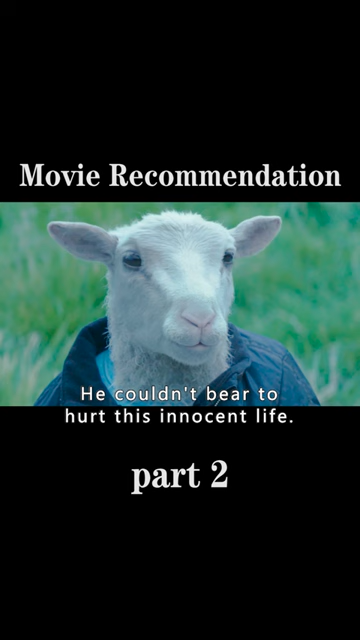 Movie Recommendation
He couldn't bear to
hurt this innocent life.
part 2